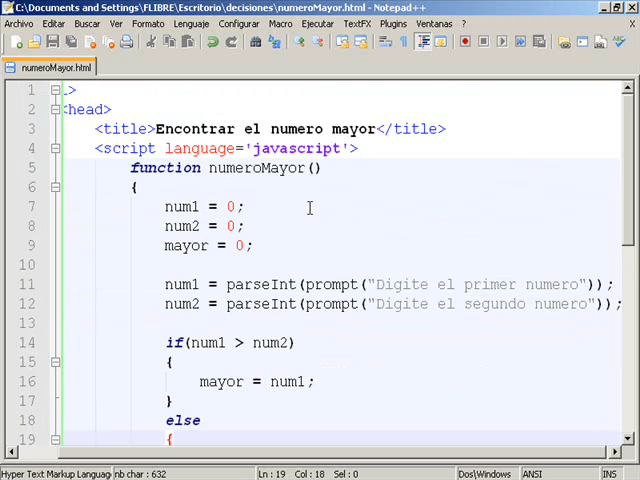 C:\Documents and Settings\FLIBRE\Escritorio\decisiones\numeroMayor.html - Notepad++
Archivo Editar Buscar Ver Formato Lenguaje Configurar Macro Ejecutar TextFX Plugins Ventanas ? X
numeroMayor.html
1 l>
2 <head>
3 <title>Encontrar el numero mayor</title>
4 <script language='javascript'>
5 function numeroMayor()
6 {
7 num1 = 0;
8 num2 = 0;
9 mayor = 0;
10
11 num1 = parseInt(prompt("Digite el primer numero"));
12 num2 = parseInt(prompt("Digite el segundo numero"));
13
14 if(num1 > num2)
15 {
16 mayor = num1;
17 }
18 else
19 {
Hyper Text Markup Languag nb char : 632 Ln : 19 Col : 18 Sel : 0 Dos\Windows ANSI INS